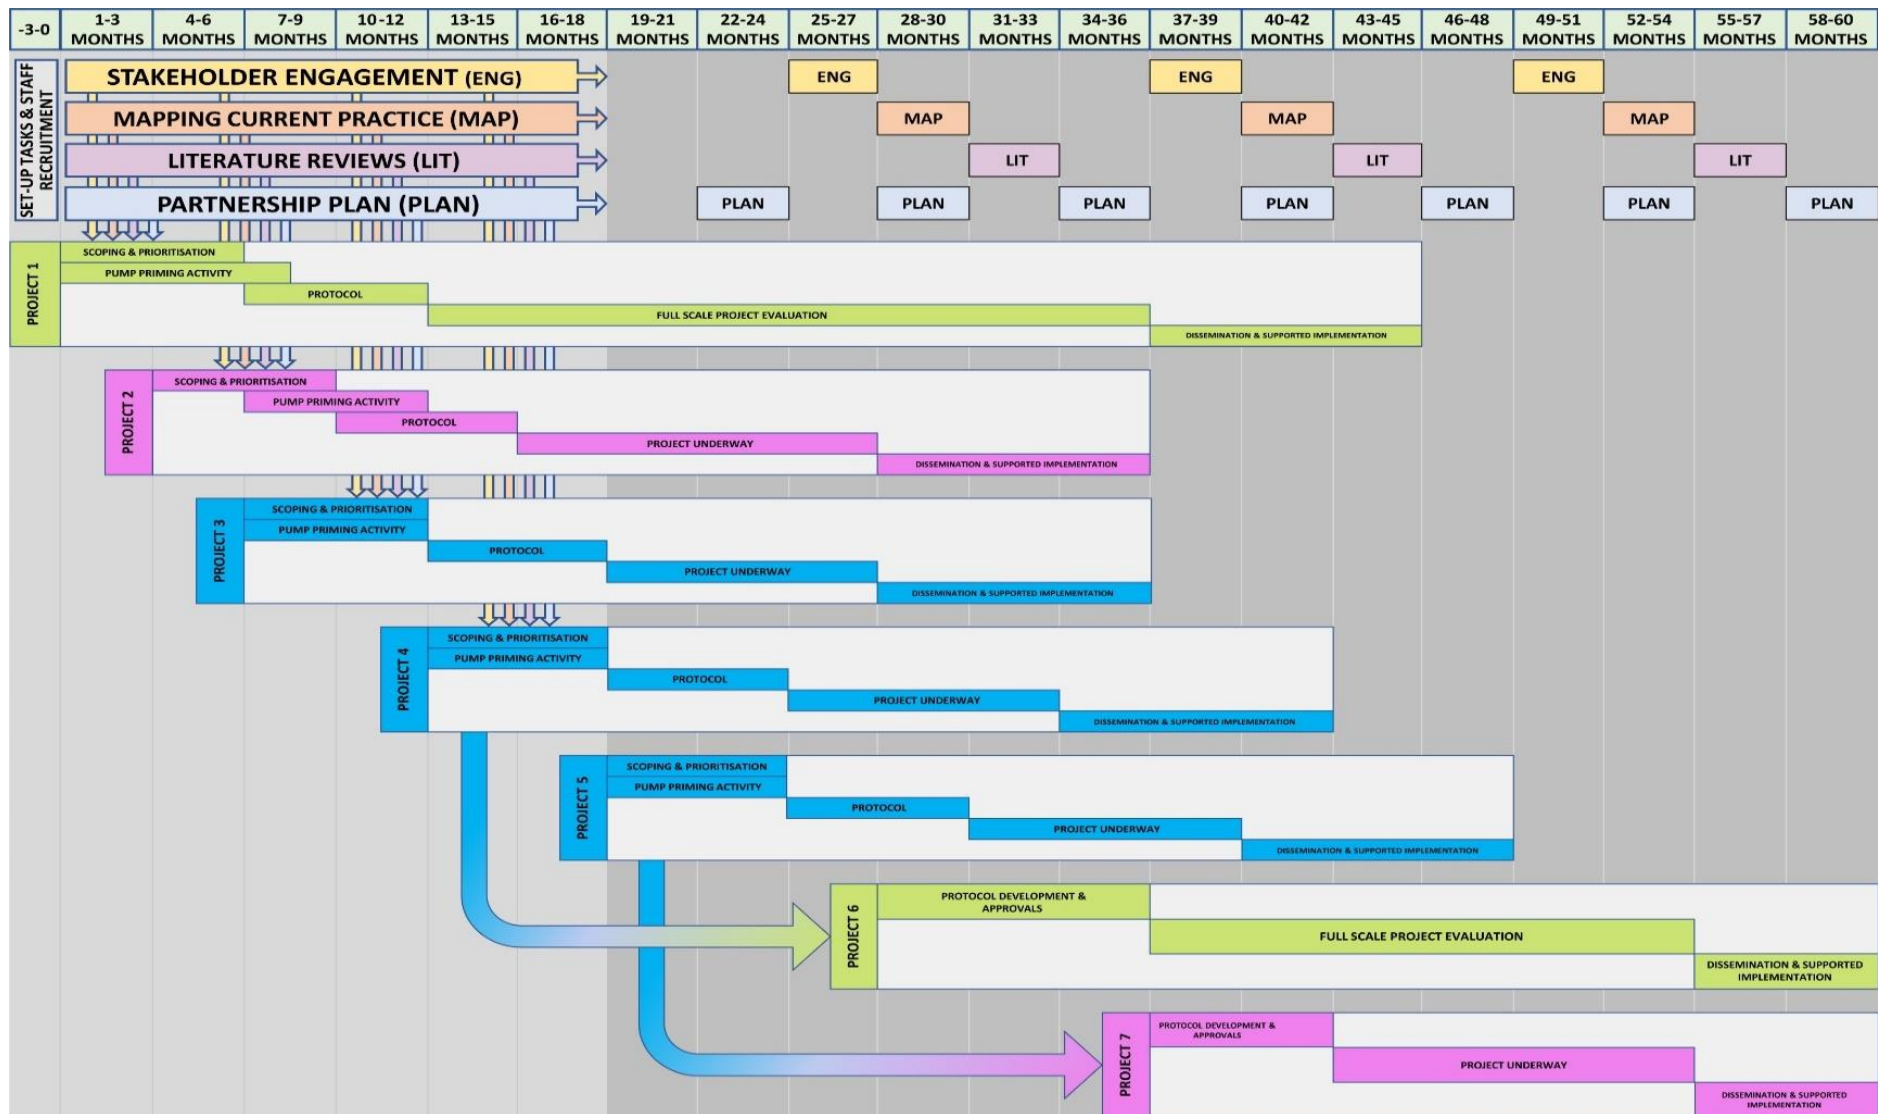 -3-0
1-3
MONTHS
4-6
MONTHS
7-9
MONTHS
10-12
MONTHS
13-15
MONTHS
16-18
MONTHS
19-21
MONTHS
22-24
MONTHS
25-27
MONTHS
28-30
MONTHS
31-33
MONTHS
34-36
MONTHS
37-39
MONTHS
40-42
MONTHS
43-45
MONTHS
46-48
MONTHS
49-51
MONTHS
52-54
MONTHS
55-57
MONTHS
58-60
MONTHS
SET-UP TASKS & STAFF
RECRUITMENT
STAKEHOLDER ENGAGEMENT (ENG)
ENG
ENG
ENG
MAPPING CURRENT PRACTICE (MAP)
MAP
MAP
MAP
LITERATURE REVIEWS (LIT)
LIT
LIT
LIT
PARTNERSHIP PLAN (PLAN)
PLAN
PLAN
PLAN
PLAN
PLAN
PLAN
PLAN
PROJECT 1
SCOPING & PRIORITISATION
PUMP PRIMING ACTIVITY
PROTOCOL
FULL SCALE PROJECT EVALUATION
DISSEMINATION & SUPPORTED IMPLEMENTATION
PROJECT 2
SCOPING & PRIORITISATION
PUMP PRIMING ACTIVITY
PROTOCOL
PROJECT UNDERWAY
DISSEMINATION & SUPPORTED IMPLEMENTATION
PROJECT 3
SCOPING & PRIORITISATION
PUMP PRIMING ACTIVITY
PROTOCOL
PROJECT UNDERWAY
DISSEMINATION & SUPPORTED IMPLEMENTATION
PROJECT 4
SCOPING & PRIORITISATION
PUMP PRIMING ACTIVITY
PROTOCOL
PROJECT UNDERWAY
DISSEMINATION & SUPPORTED IMPLEMENTATION
PROJECT 5
SCOPING & PRIORITISATION
PUMP PRIMING ACTIVITY
PROTOCOL
PROJECT UNDERWAY
DISSEMINATION & SUPPORTED IMPLEMENTATION
PROJECT 6
PROTOCOL DEVELOPMENT &
APPROVALS
FULL SCALE PROJECT EVALUATION
DISSEMINATION & SUPPORTED
IMPLEMENTATION
PROJECT 7
PROTOCOL DEVELOPMENT &
APPROVALS
PROJECT UNDERWAY
DISSEMINATION & SUPPORTED
IMPLEMENTATION